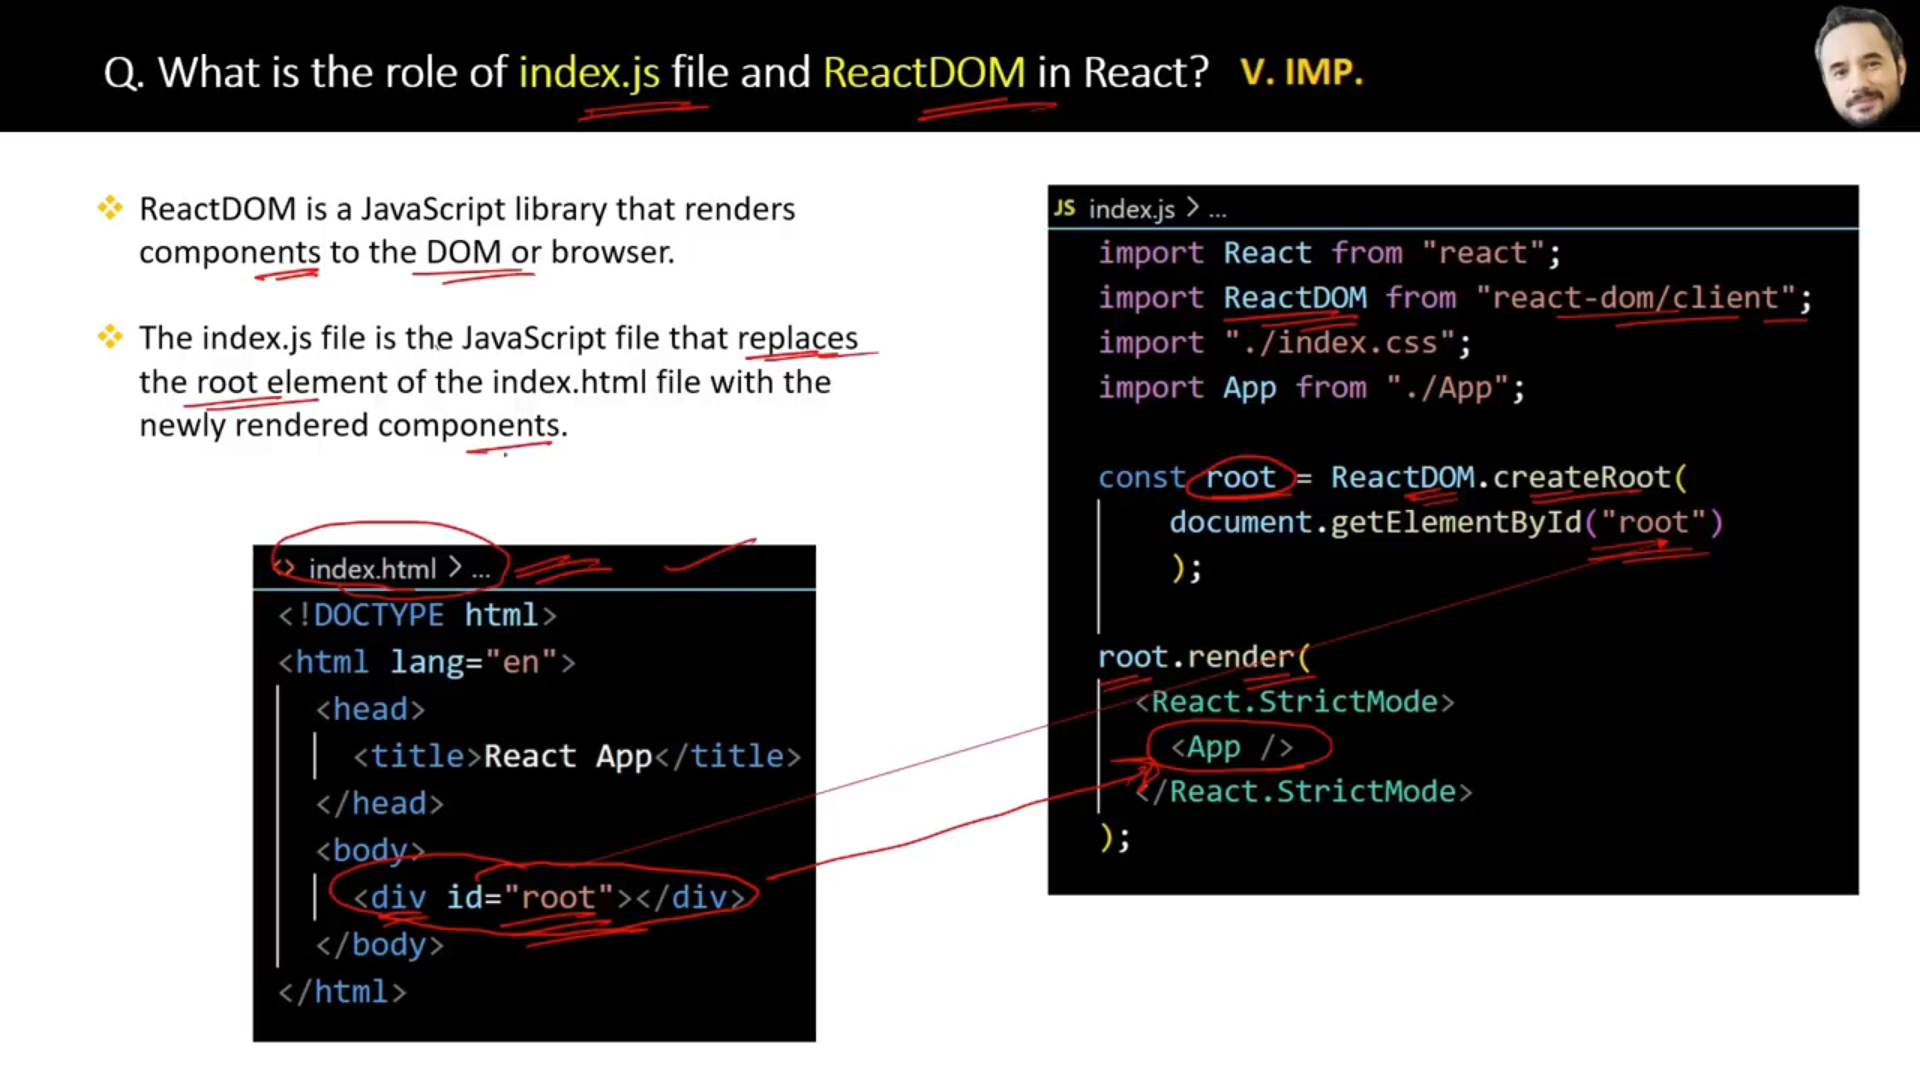 Q. What is the role of index.js file and ReactDOM in React? V. IMP.
ReactDOM is a JavaScript library that renders
components to the DOM or browser.
The index.js file is the JavaScript file that replaces
the root element of the index.html file with the
newly rendered components.
<> index.html > ...
<!DOCTYPE html>
<html lang="en">
<head>
<title>React App</title>
</head>
<body>
<div id="root"></div>
</body>
</html>
JS index.js > ...
import React from "react";
import ReactDOM from "react-dom/client";
import "./index.css";
import App from "./App";
const root = ReactDOM.createRoot(
document.getElementById("root")
);
root.render(
<React.StrictMode>
<App />
</React.StrictMode>
);